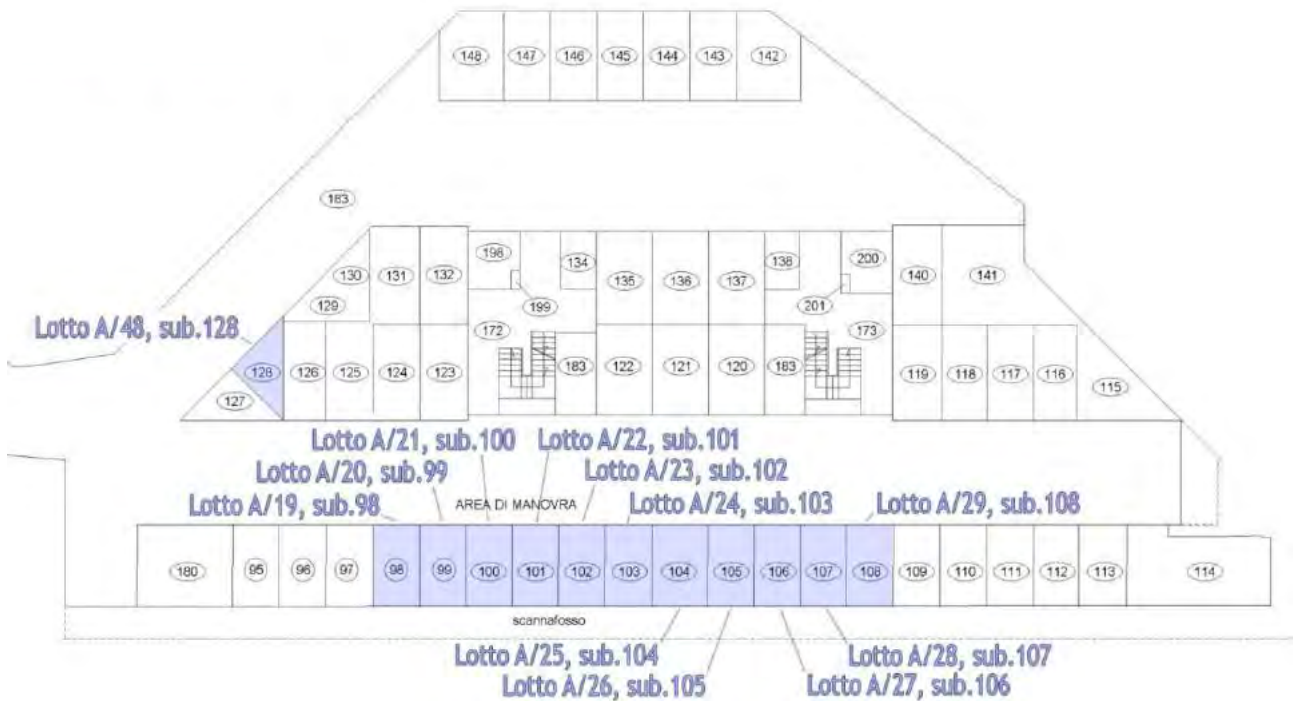 148 147 146 145 144 143 142
183
130 131 132 198 134 135 136 137 138 200 140 141
129 199 201
Lotto A/48, sub.128
172 173
128 126 125 124 123 183 122 121 120 183 119 118 117 116 115
127
Lotto A/21, sub.100 Lotto A/22, sub.101
Lotto A/20, sub.99 Lotto A/23, sub.102
Lotto A/19, sub.98 AREA DI MANOVRA Lotto A/24, sub.103 Lotto A/29, sub.108
180 95 96 97 98 99 100 101 102 103 104 105 106 107 108 109 110 111 112 113 114
scannafosso
Lotto A/25, sub.104 Lotto A/28, sub.107
Lotto A/26, sub.105 Lotto A/27, sub.106